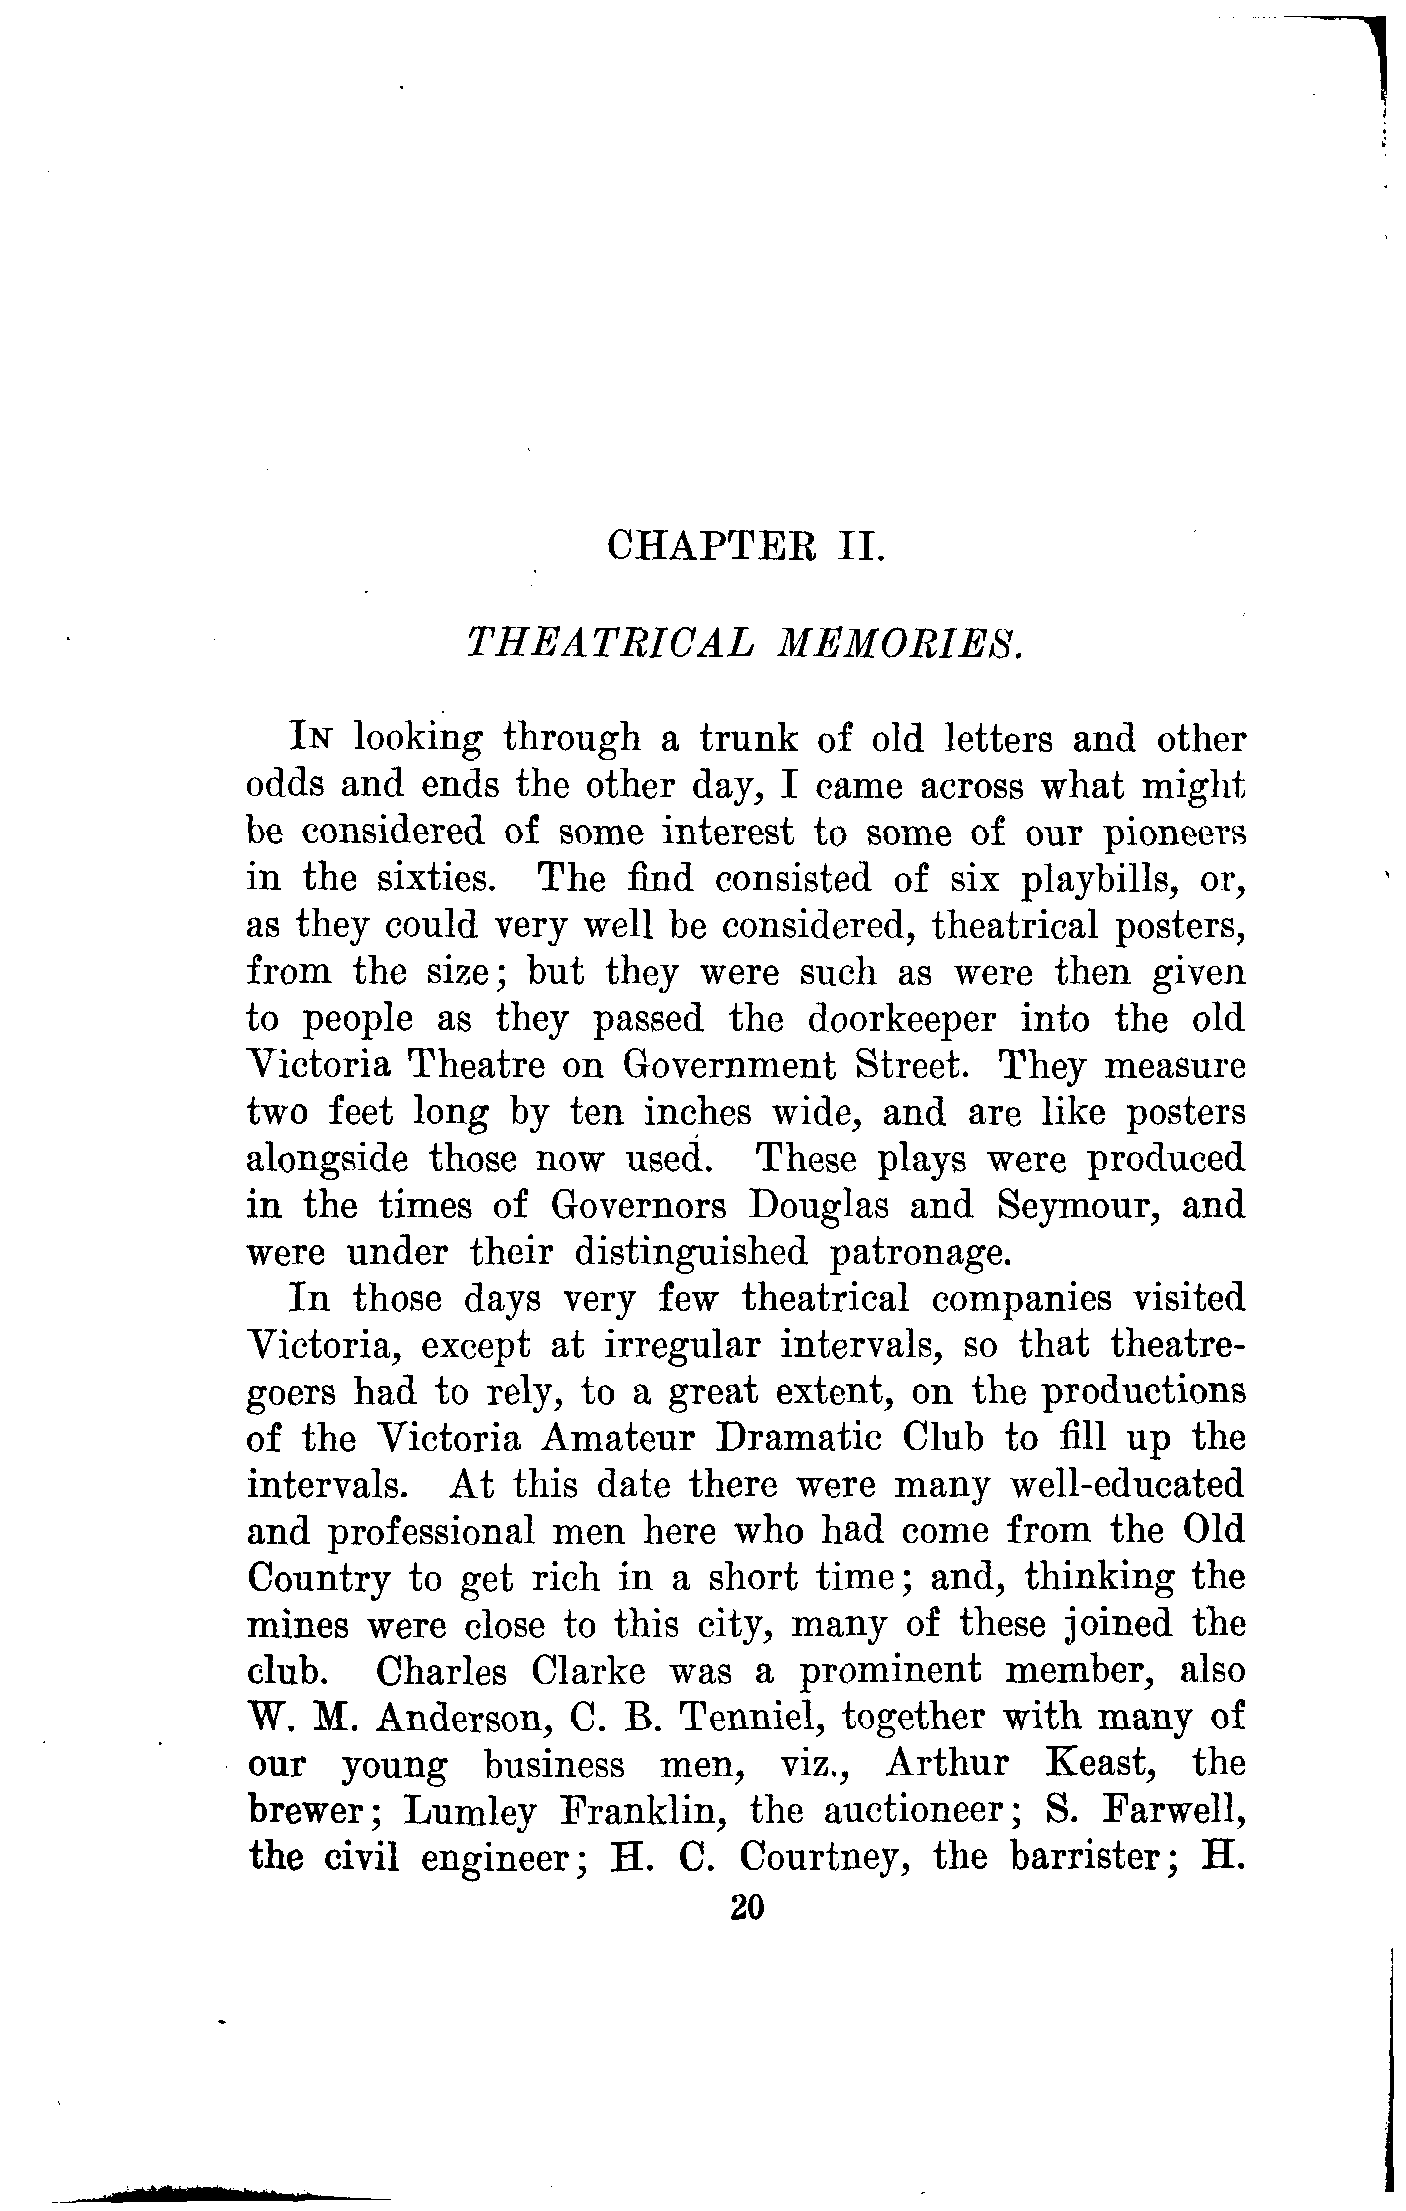 CHAPTER II.
THEATRICAL MEMORIES.
IN looking through a trunk of old letters and other
odds and ends the other day, I came across what might
be considered of some interest to some of our pioneers
in the sixties. The find consisted of six playbills, or,
as they could very well be considered, theatrical posters,
from the size; but they were such as were then given
to people as they passed the doorkeeper into the old
Victoria Theatre on Government Street. They measure
two feet long by ten inches wide, and are like posters
alongside those now used. These plays were produced
in the times of Governors Douglas and Seymour, and
were under their distinguished patronage.
In those days very few theatrical companies visited
Victoria, except at irregular intervals, so that theatre-
goers had to rely, to a great extent, on the productions
of the Victoria Amateur Dramatic Club to fill up the
intervals. At this date there were many well-educated
and professional men here who had come from the Old
Country to get rich in a short time; and, thinking the
mines were close to this city, many of these joined the
club. Charles Clarke was a prominent member, also
W. M. Anderson, C. B. Tenniel, together with many of
our young business men, viz., Arthur Keast, the
brewer; Lumley Franklin, the auctioneer; S. Farwell,
the civil engineer; H. C. Courtney, the barrister; H.
20